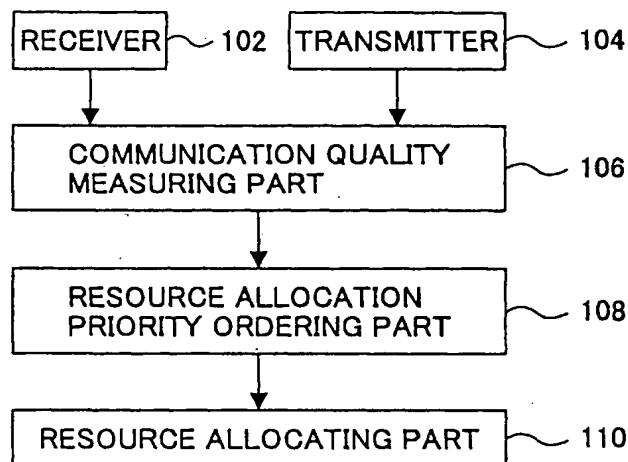 RECEIVER 102 TRANSMITTER 104
COMMUNICATION QUALITY
MEASURING PART 106
RESOURCE ALLOCATION
PRIORITY ORDERING PART 108
RESOURCE ALLOCATING PART 110